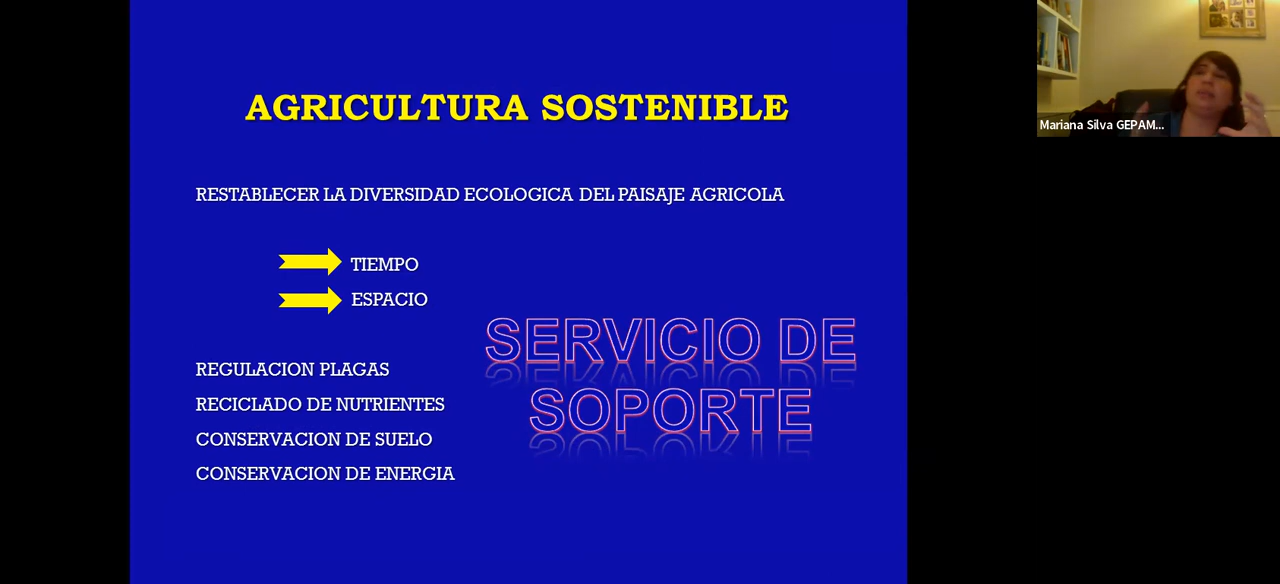 AGRICULTURA SOSTENIBLE
RESTABLECER LA DIVERSIDAD ECOLOGICA DEL PAISAJE AGRICOLA
TIEMPO
ESPACIO
SERVICIO DE
SOPORTE
REGULACION PLAGAS
RECICLADO DE NUTRIENTES
CONSERVACION DE SUELO
CONSERVACION DE ENERGIA
Mariana Silva GEPAM...